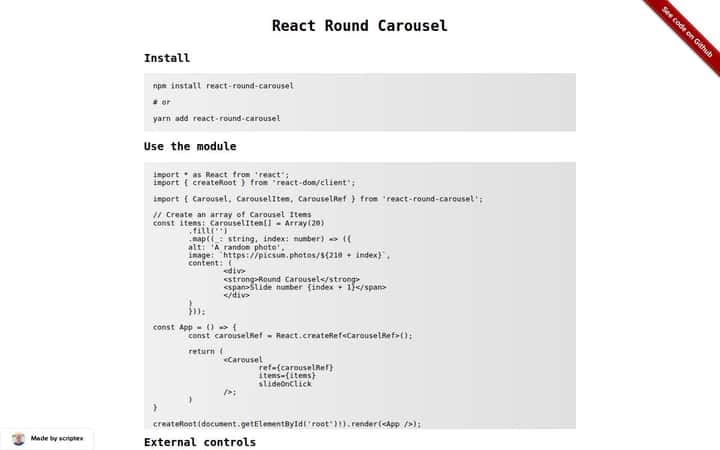 React Round Carousel
See code on Github
Install
npm install react-round-carousel
# or
yarn add react-round-carousel
Use the module
import * as React from 'react';
import { createRoot } from 'react-dom/client';
import { Carousel, CarouselItem, CarouselRef } from 'react-round-carousel';
// Create an array of Carousel Items
const items: CarouselItem[] = Array(20)
.fill('')
.map((_: string, index: number) => ({
alt: 'A random photo',
image: `https://picsum.photos/${210 + index}`,
content: (
<div>
<strong>Round Carousel</strong>
<span>Slide number {index + 1}</span>
</div>
)
}));
const App = () => {
const carouselRef = React.createRef<CarouselRef>();
return (
<Carousel
ref={carouselRef}
items={items}
slideOnClick
/>;
)
}
createRoot(document.getElementById('root')!).render(<App />);
External controls
Made by scriptex